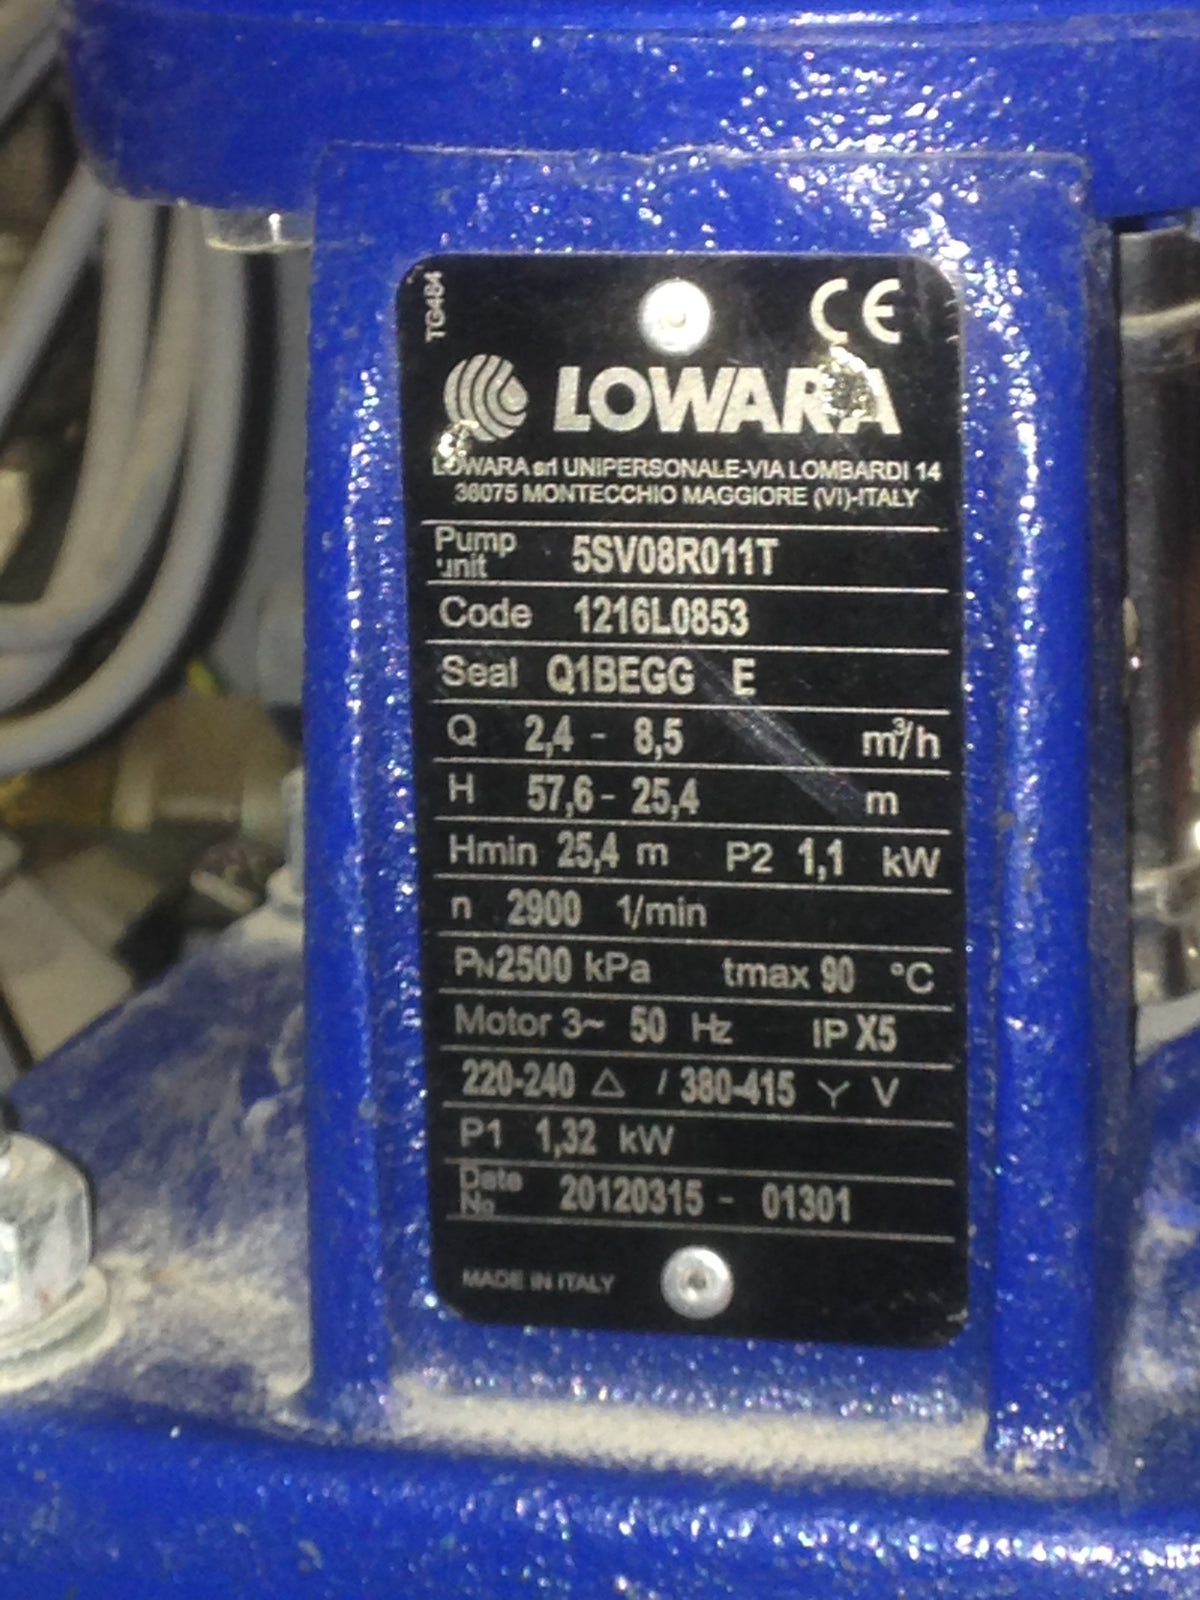 TG484
CE
LOWARA
LOWARA srl UNIPERSONALE-VIA LOMBARDI 14
36075 MONTECCHIO MAGGIORE (VI)-ITALY
Pump unit 5SV08R011T
Code 1216L0853
Seal Q1BEGG E
Q 2,4 - 8,5 m³/h
H 57,6 - 25,4 m
Hmin 25,4 m P2 1,1 kW
n 2900 1/min
PN 2500 kPa tmax 90 °C
Motor 3~ 50 Hz IP X5
220-240 △ / 380-415 Y V
P1 1,32 kW
Date No 20120315 - 01301
MADE IN ITALY